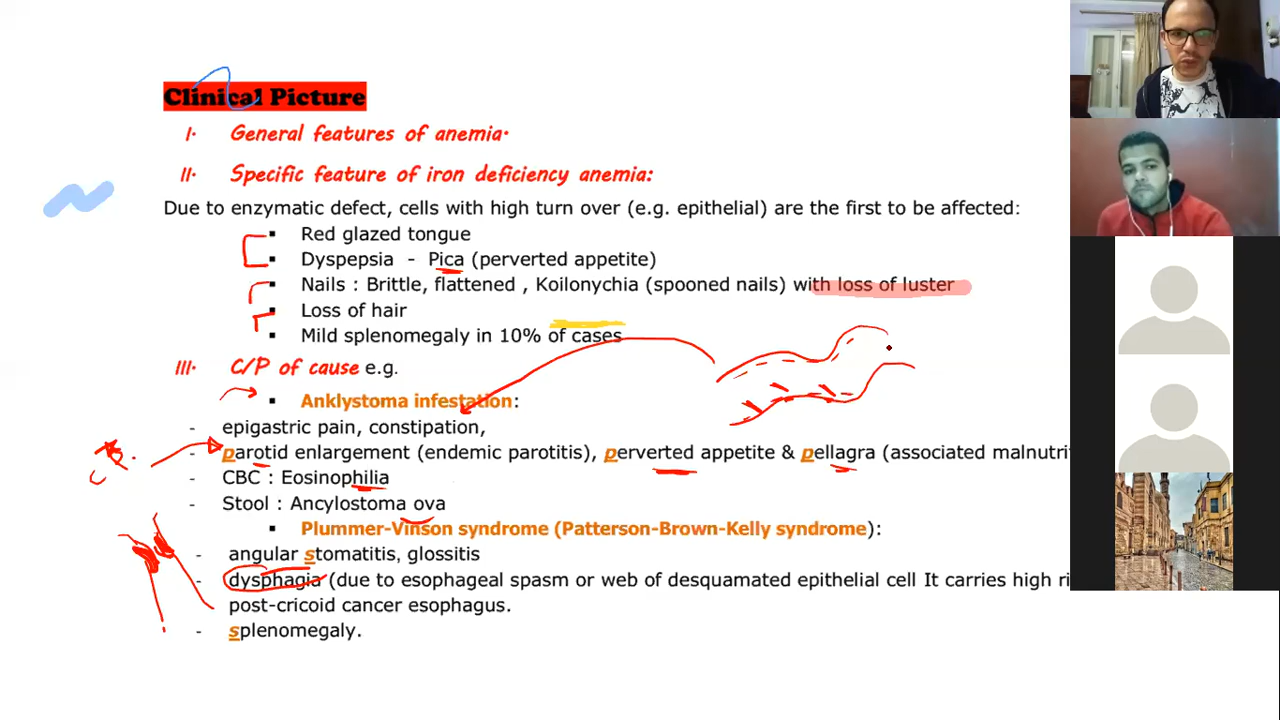 Clinical Picture
I. General features of anemia.
II. Specific feature of iron deficiency anemia:
Due to enzymatic defect, cells with high turn over (e.g. epithelial) are the first to be affected:
▪ Red glazed tongue
▪ Dyspepsia - Pica (perverted appetite)
▪ Nails : Brittle, flattened , Koilonychia (spooned nails) with loss of luster
▪ Loss of hair
▪ Mild splenomegaly in 10% of cases
III. C/P of cause e.g.
▪ Anklystoma infestation:
- epigastric pain, constipation,
- parotid enlargement (endemic parotitis), perverted appetite & pellagra (associated malnutri
- CBC : Eosinophilia
- Stool : Ancylostoma ova
▪ Plummer-Vinson syndrome (Patterson-Brown-Kelly syndrome):
- angular stomatitis, glossitis
- dysphagia (due to esophageal spasm or web of desquamated epithelial cell It carries high ri
post-cricoid cancer esophagus.
- splenomegaly.